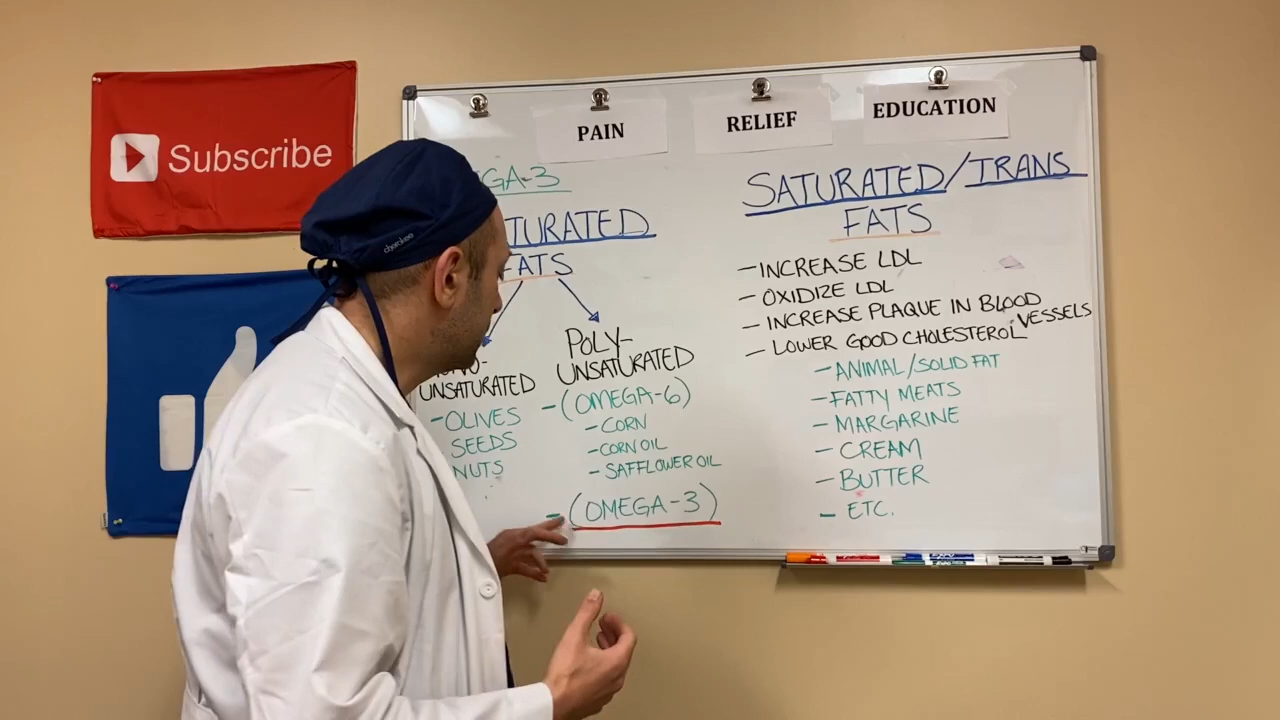 Subscribe
PAIN
RELIEF
EDUCATION
cherokee
GA-3
TURATED
FATS
UNSATURATED
- OLIVES
SEEDS
NUTS
POLY-
UNSATURATED
- (OMEGA-6)
- CORN
- CORN OIL
- SAFFLOWER OIL
- (OMEGA-3)
SATURATED/TRANS
FATS
- INCREASE LDL
- OXIDIZE LDL
- INCREASE PLAQUE IN BLOOD
VESSELS
- LOWER GOOD CHOLESTEROL
- ANIMAL/SOLID FAT
- FATTY MEATS
- MARGARINE
- CREAM
- BUTTER
- ETC.